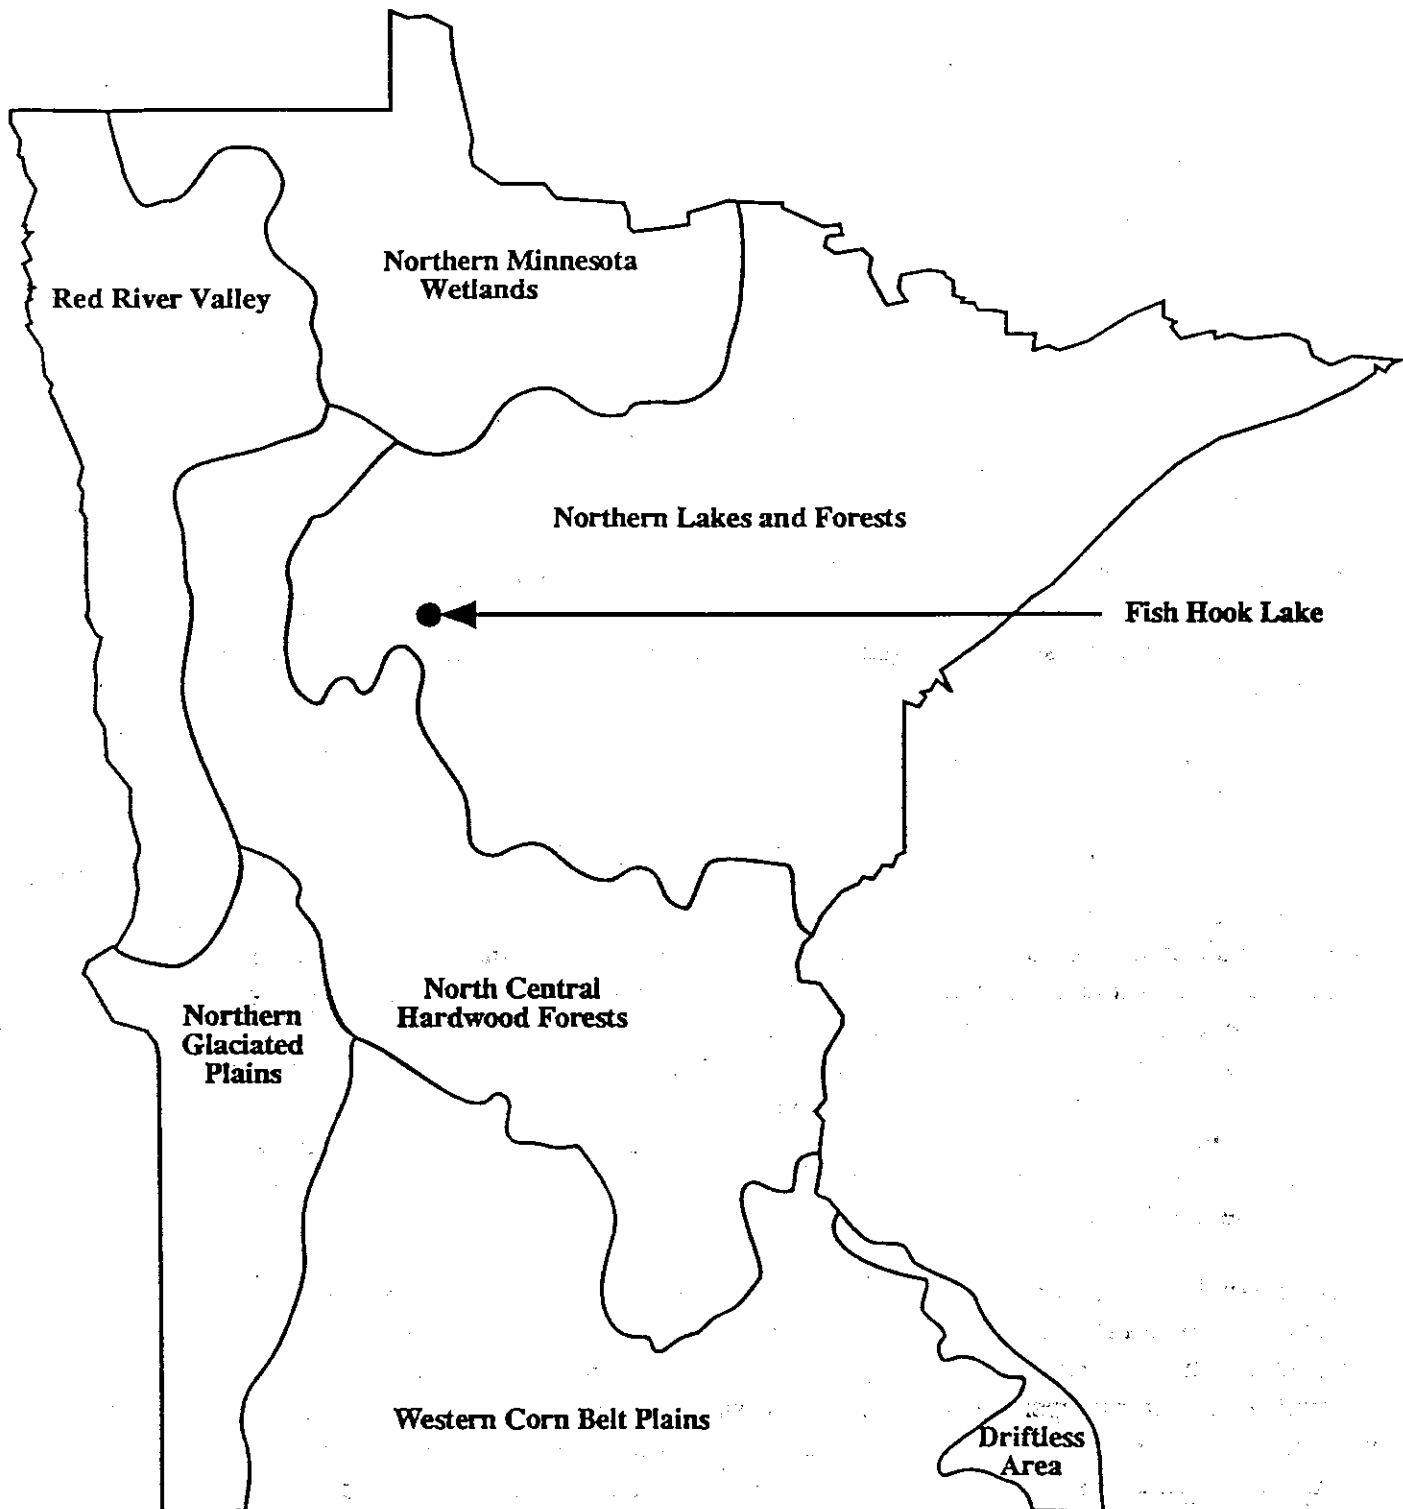 Northern Minnesota
Wetlands
Red River Valley
Northern Lakes and Forests
Fish Hook Lake
North Central
Hardwood Forests
Northern
Glaciated
Plains
Western Corn Belt Plains
Driftless
Area